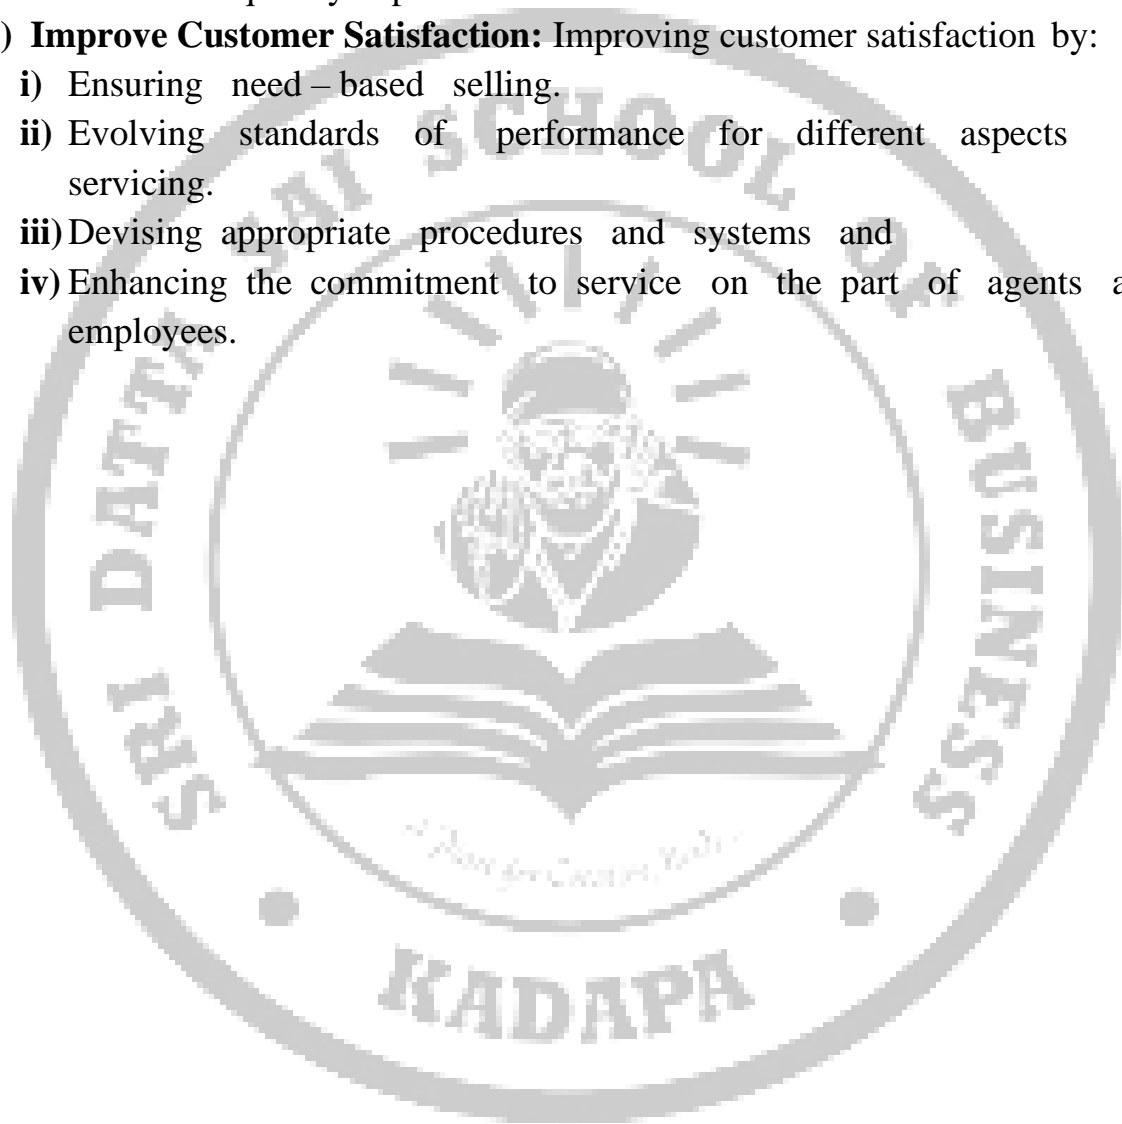 ) Improve Customer Satisfaction: Improving customer satisfaction by:
i) Ensuring need – based selling.
ii) Evolving standards of performance for different aspects
servicing.
iii) Devising appropriate procedures and systems and
iv) Enhancing the commitment to service on the part of agents a
employees.
SRI DATTA SAI SCHOOL OF BUSINESS
KADAPA